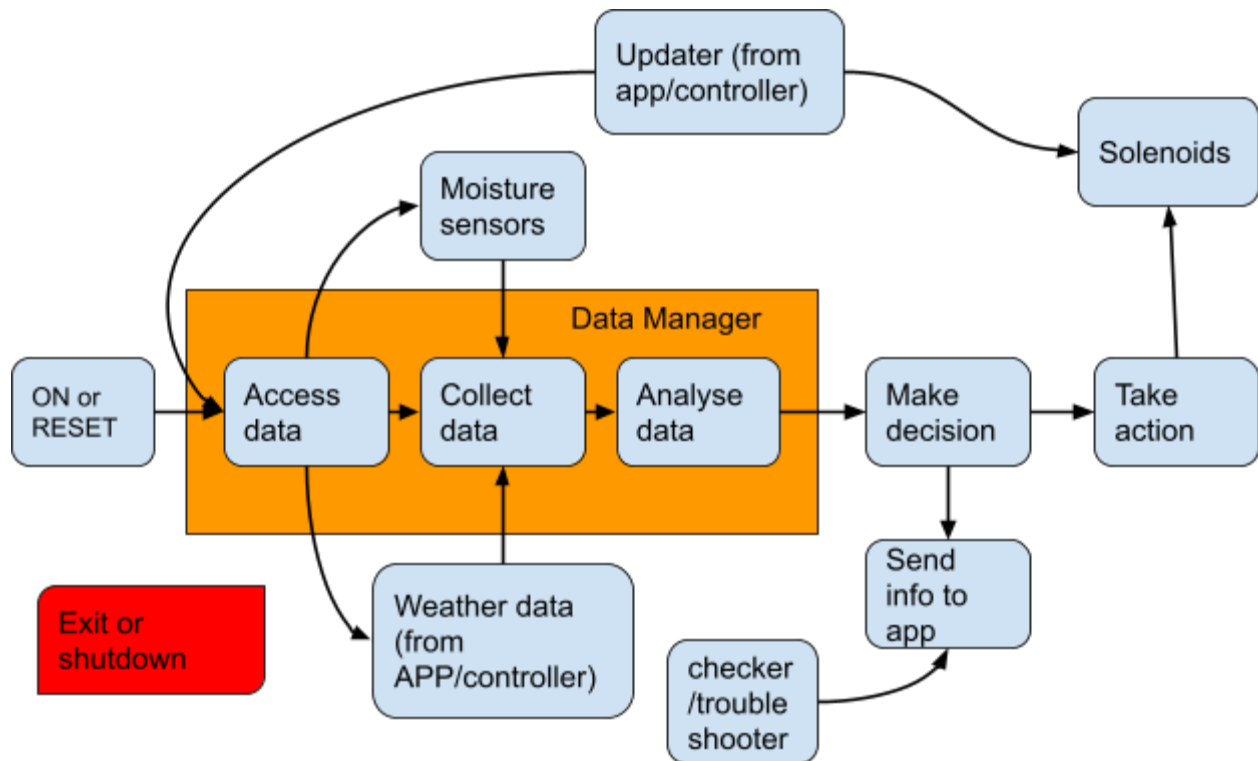 Updater (from
app/controller)
Solenoids
Moisture
sensors
Data Manager
ON or
RESET
Access
data
Collect
data
Analyse
data
Make
decision
Take
action
Exit or
shutdown
Weather data
(from
APP/controller)
Send
info to
app
checker
/trouble
shooter